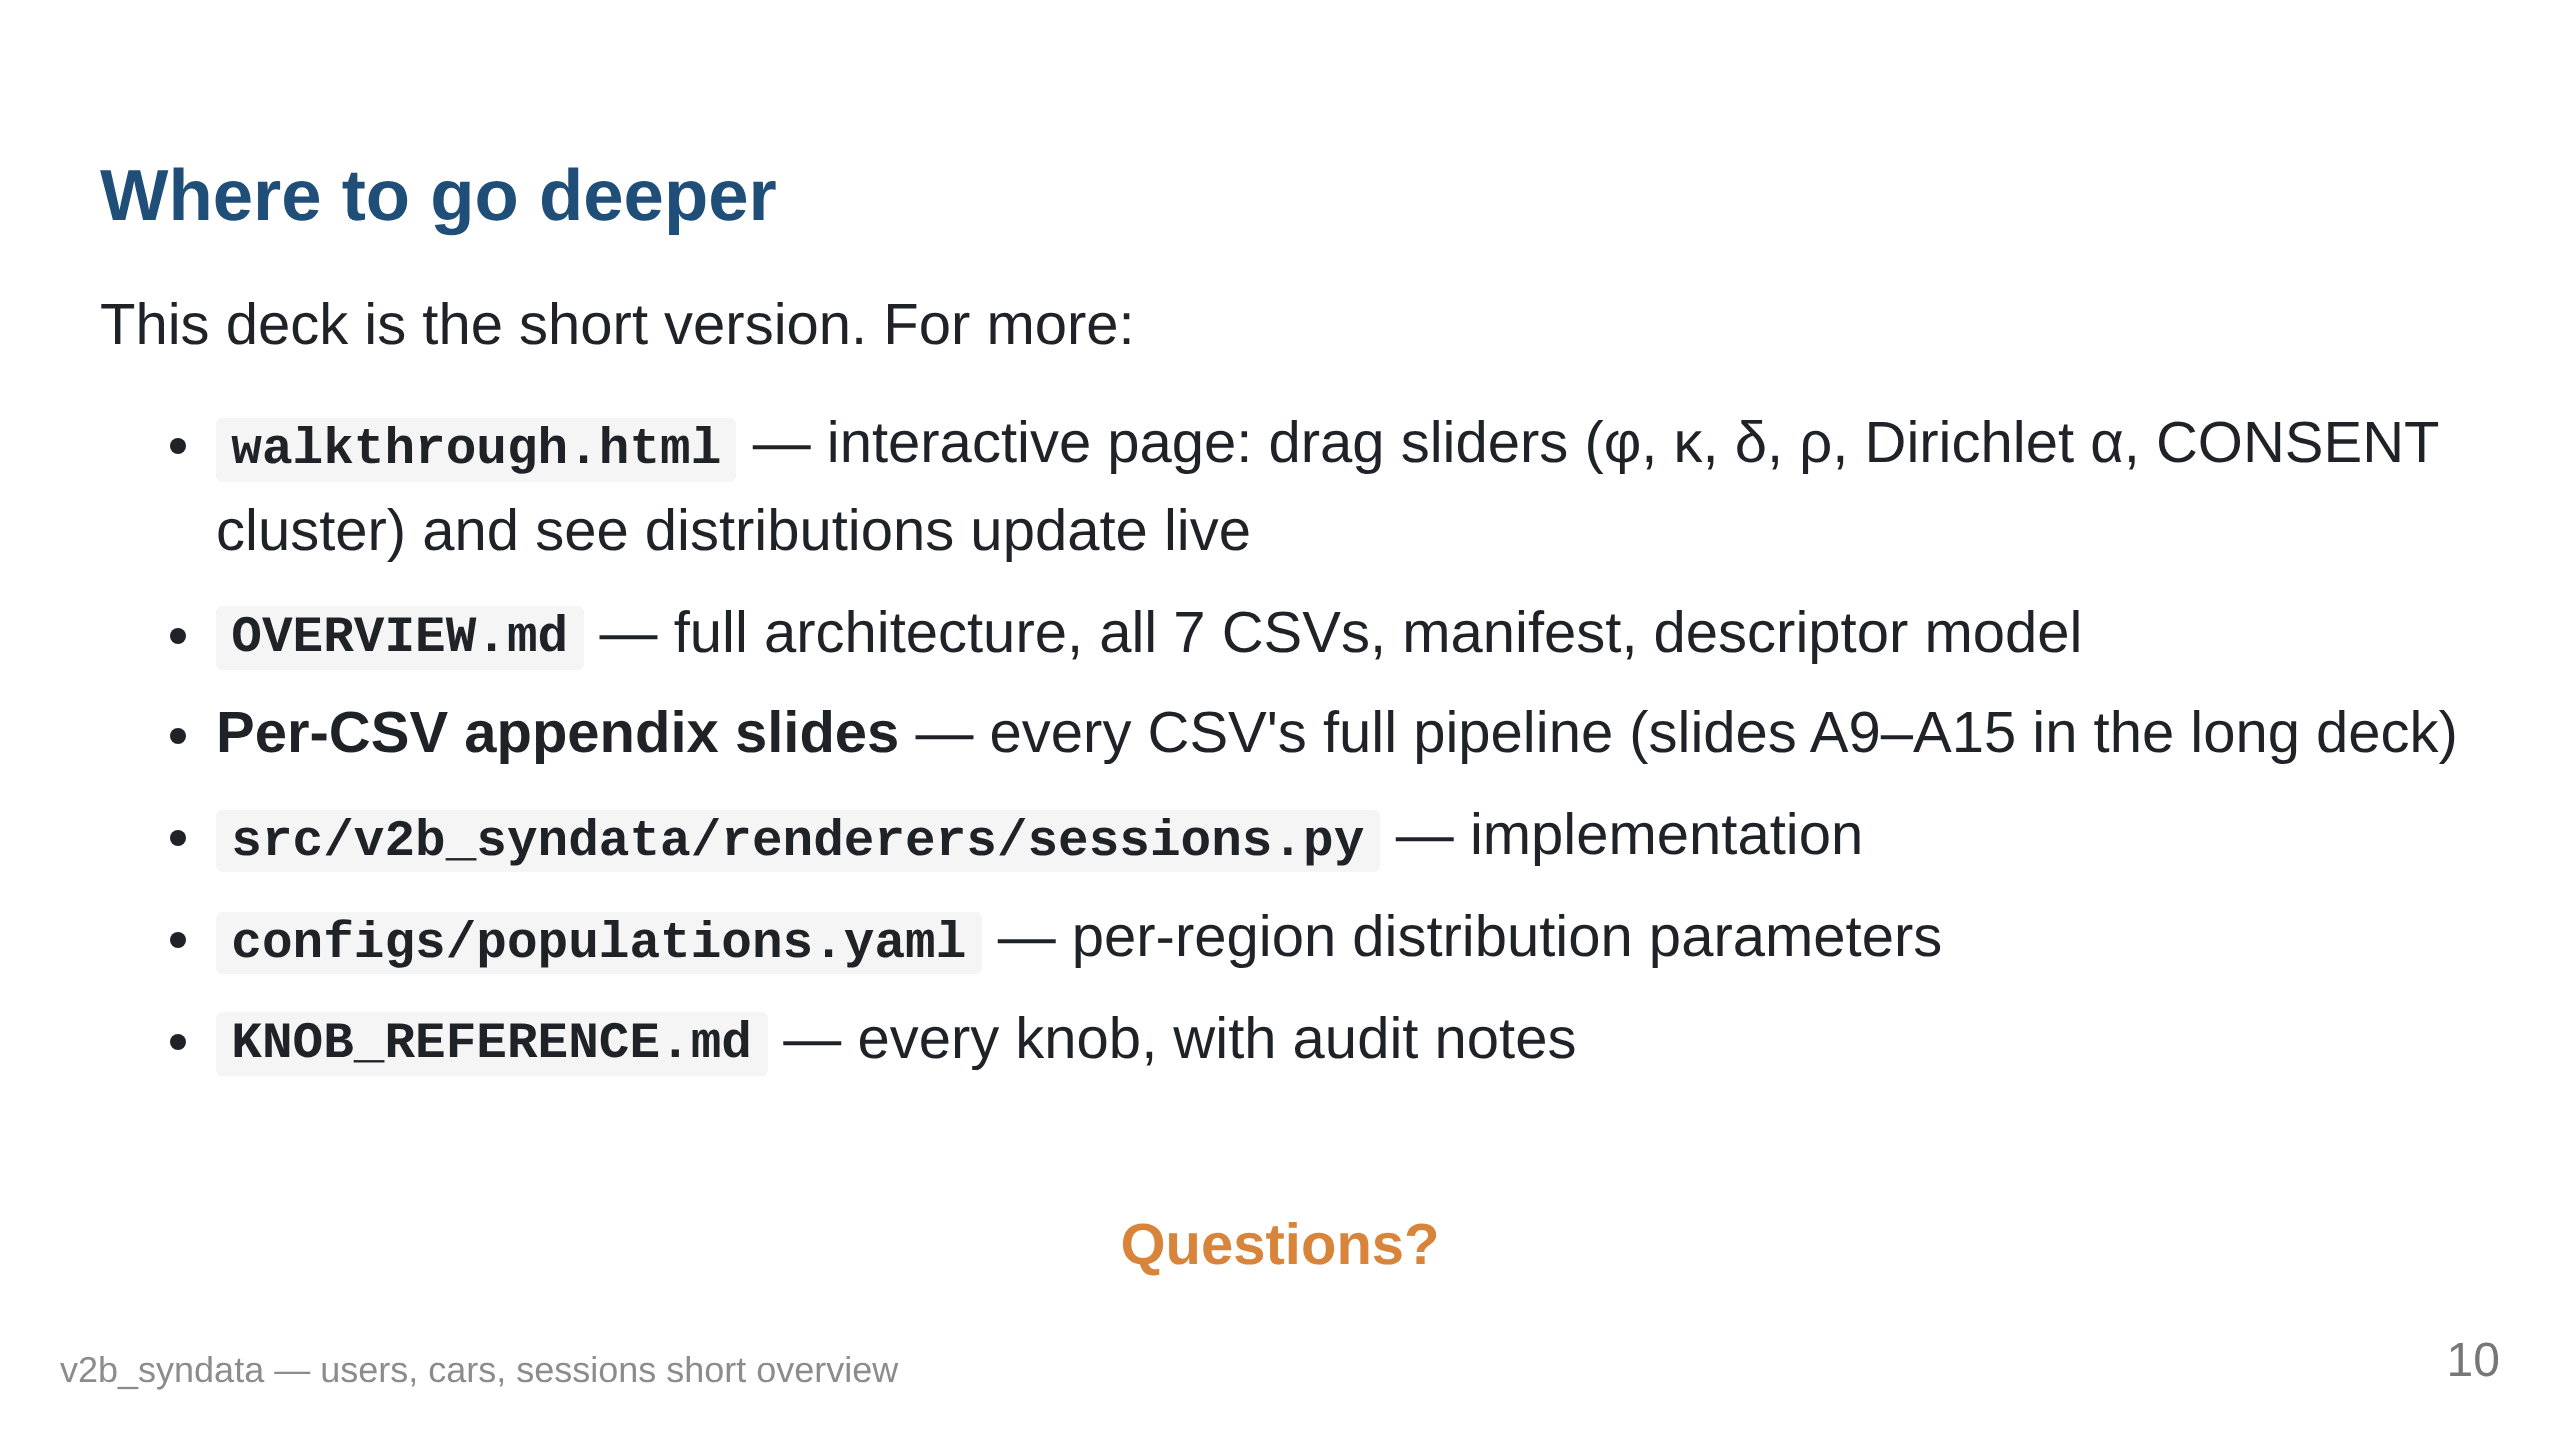 Where to go deeper
This deck is the short version. For more:
• walkthrough.html — interactive page: drag sliders (φ, κ, δ, ρ, Dirichlet α, CONSENT
cluster) and see distributions update live
• OVERVIEW.md — full architecture, all 7 CSVs, manifest, descriptor model
• Per-CSV appendix slides — every CSV's full pipeline (slides A9–A15 in the long deck)
• src/v2b_syndata/renderers/sessions.py — implementation
• configs/populations.yaml — per-region distribution parameters
• KNOB_REFERENCE.md — every knob, with audit notes
Questions?
v2b_syndata — users, cars, sessions short overview
10